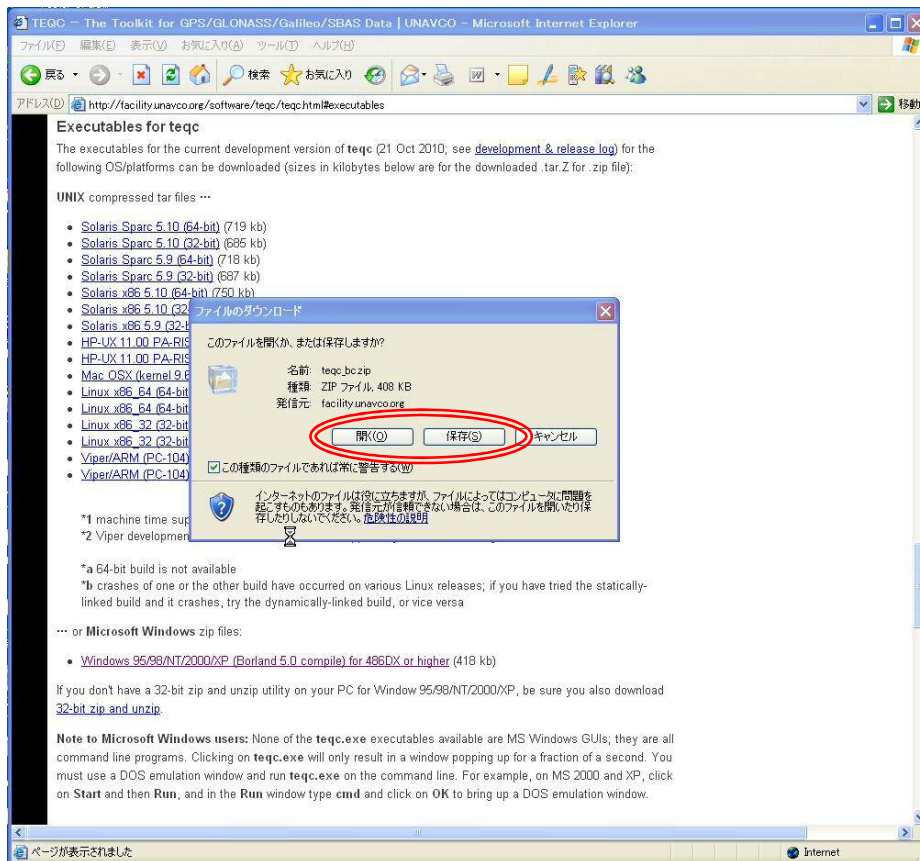 TEQC — The Toolkit for GPS/GLONASS/Galileo/SBAS Data | UNAVCO - Microsoft Internet Explorer
ファイル(F) 編集(E) 表示(V) お気に入り(A) ツール(T) ヘルプ(H)
戻る 検索 お気に入り
アドレス(D) http://facility.unavco.org/software/teqc/teqc.html#executables 移動
Executables for teqc
The executables for the current development version of teqc (21 Oct 2010; see development & release log) for the
following OS/platforms can be downloaded (sizes in kilobytes below are for the downloaded .tar.Z for .zip file):
UNIX compressed tar files ···
Solaris Sparc 5.10 (64-bit) (719 kb)
Solaris Sparc 5.10 (32-bit) (685 kb)
Solaris Sparc 5.9 (64-bit) (718 kb)
Solaris Sparc 5.9 (32-bit) (687 kb)
Solaris x86 5.10 (64-bit) (750 kb)
Solaris x86 5.10 (32
Solaris x86 5.9 (32-b
HP-UX 11.00 PA-RIS
HP-UX 11.00 PA-RIS
Mac OSX (kernel 9.6
Linux x86_64 (64-bit
Linux x86_64 (64-bit
Linux x86_32 (32-bit
Linux x86_32 (32-bit
Viper/ARM (PC-104)
Viper/ARM (PC-104)
ファイルのダウンロード
このファイルを開くか、または保存しますか?
名前: teqc_bc.zip
種類: ZIP ファイル, 408 KB
発信元: facility.unavco.org
開く(O) 保存(S) キャンセル
この種類のファイルであれば常に警告する(W)
インターネットのファイルは役に立ちますが、ファイルによってはコンピュータに問題を
起こすものもあります。発信元が信頼できない場合は、このファイルを開いたり保
存したりしないでください。危険性の説明
*1 machine time sup
*2 Viper developmen
*a 64-bit build is not available
*b crashes of one or the other build have occurred on various Linux releases; if you have tried the statically-
linked build and it crashes, try the dynamically-linked build, or vice versa
··· or Microsoft Windows zip files:
Windows 95/98/NT/2000/XP (Borland 5.0 compile) for 486DX or higher (418 kb)
If you don't have a 32-bit zip and unzip utility on your PC for Window 95/98/NT/2000/XP, be sure you also download
32-bit zip and unzip.
Note to Microsoft Windows users: None of the teqc.exe executables available are MS Windows GUIs; they are all
command line programs. Clicking on teqc.exe will only result in a window popping up for a fraction of a second. You
must use a DOS emulation window and run teqc.exe on the command line. For example, on MS 2000 and XP, click
on Start and then Run, and in the Run window type cmd and click on OK to bring up a DOS emulation window.
ページが表示されました Internet